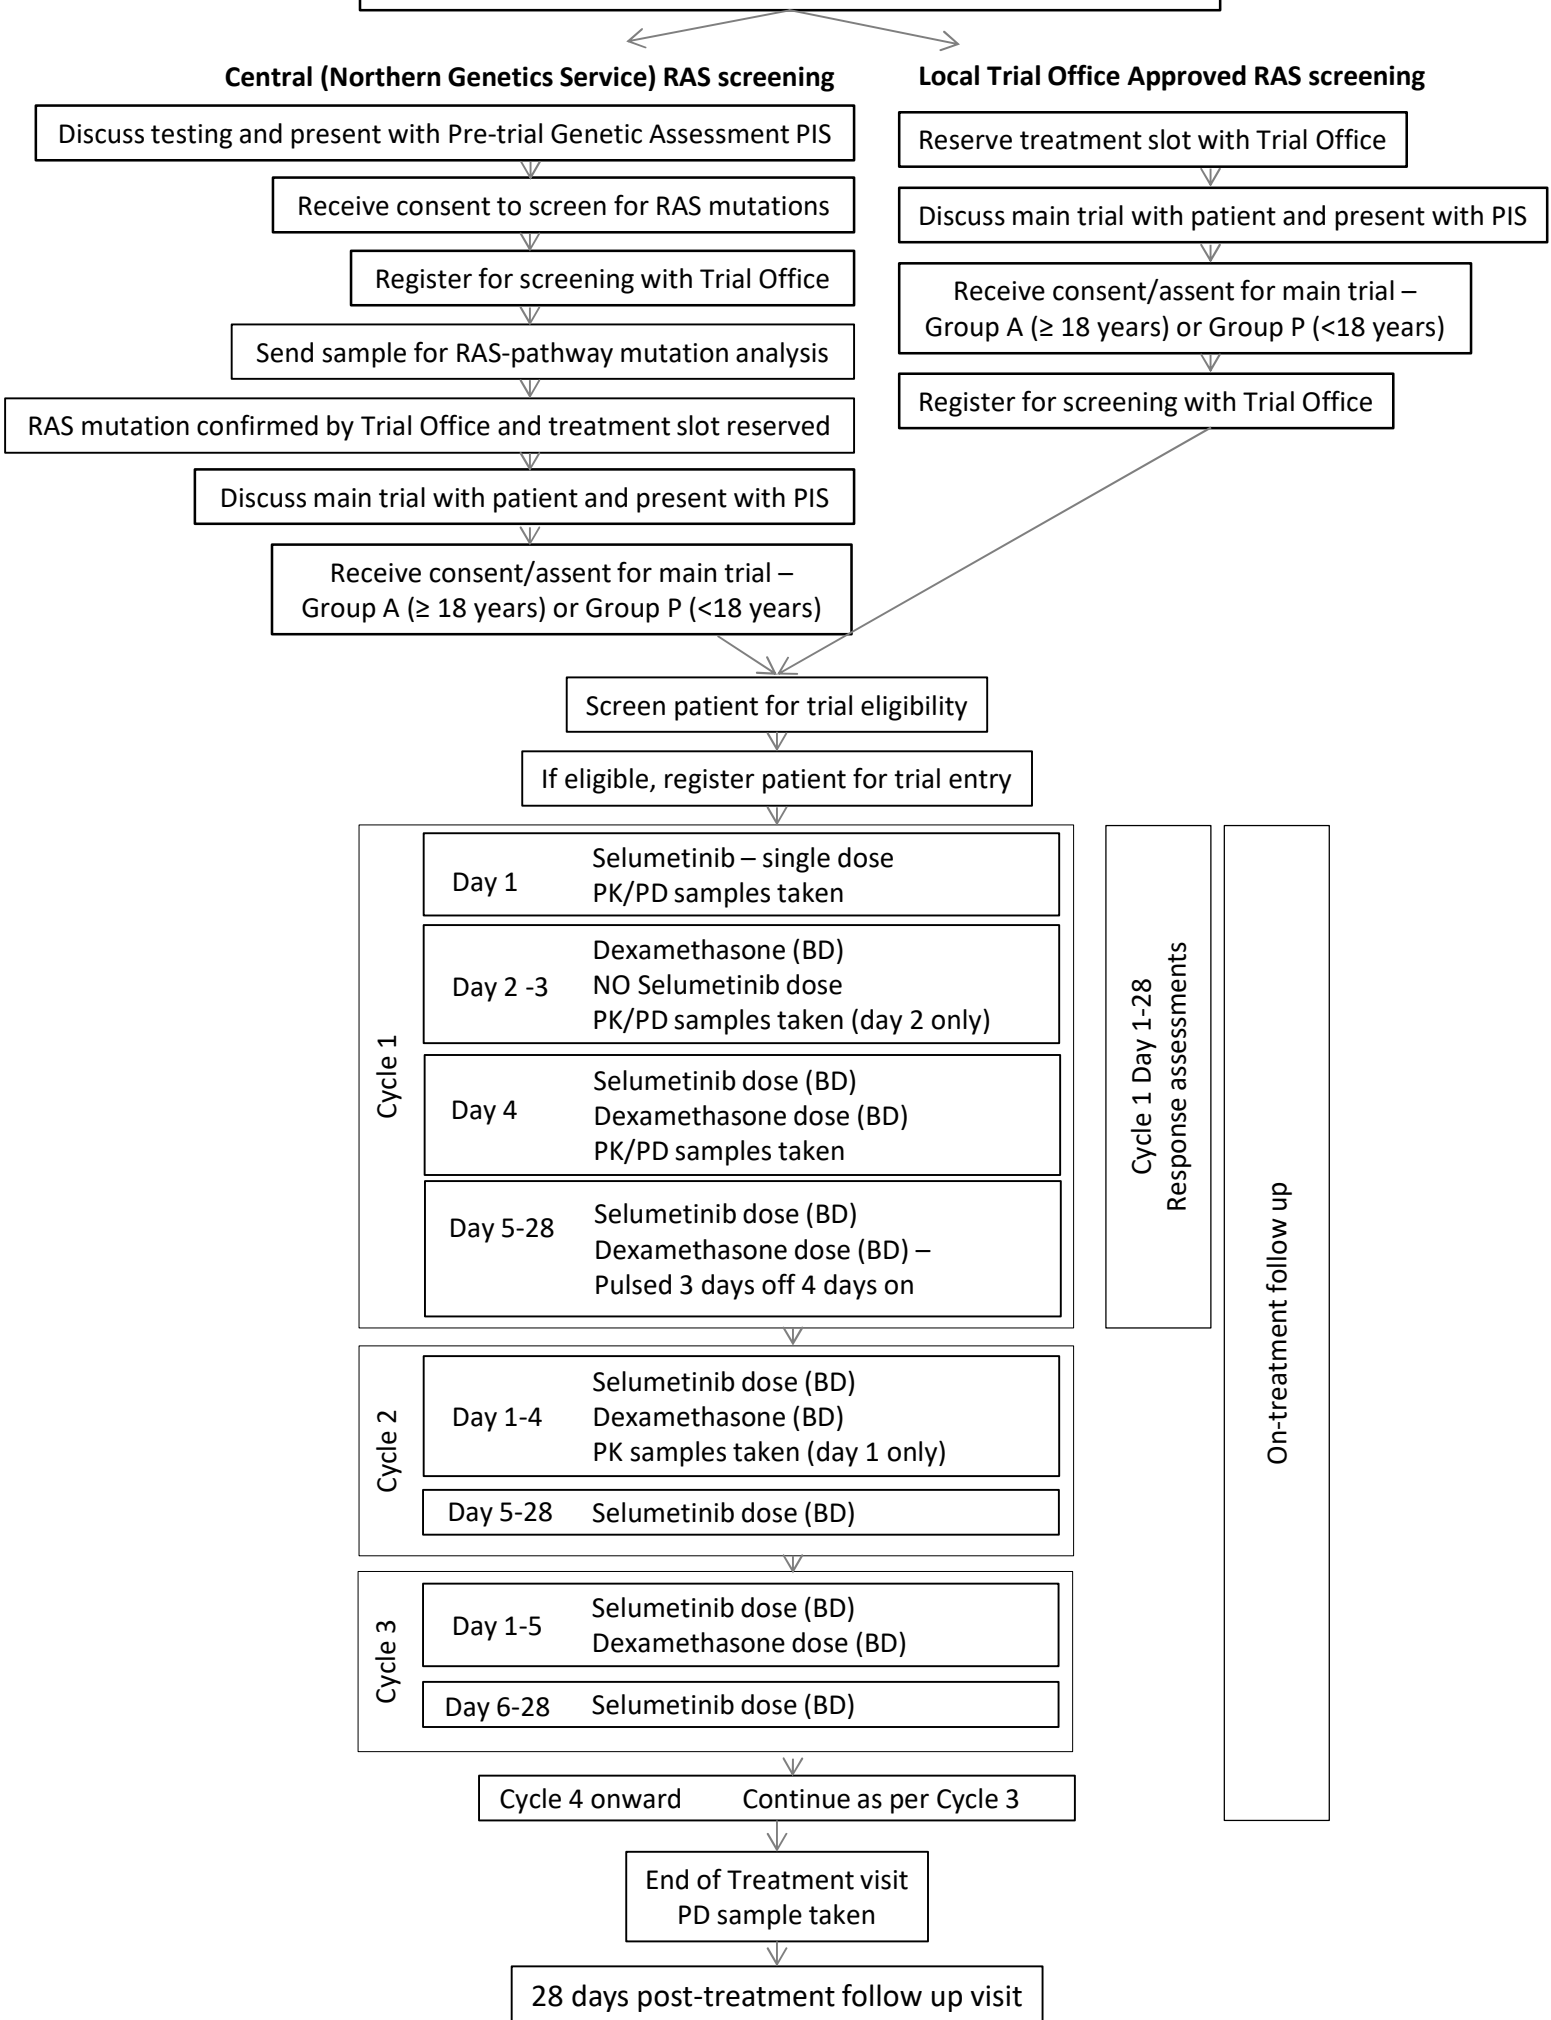 Central (Northern Genetics Service) RAS screening
Discuss testing and present with Pre-trial Genetic Assessment PIS
Receive consent to screen for RAS mutations
Register for screening with Trial Office
Send sample for RAS-pathway mutation analysis
RAS mutation confirmed by Trial Office and treatment slot reserved
Discuss main trial with patient and present with PIS
Receive consent/assent for main trial –
Group A (≥ 18 years) or Group P (<18 years)
Local Trial Office Approved RAS screening
Reserve treatment slot with Trial Office
Discuss main trial with patient and present with PIS
Receive consent/assent for main trial –
Group A (≥ 18 years) or Group P (<18 years)
Register for screening with Trial Office
Screen patient for trial eligibility
If eligible, register patient for trial entry
Cycle 1
Day 1
Selumetinib – single dose
PK/PD samples taken
Day 2 -3
Dexamethasone (BD)
NO Selumetinib dose
PK/PD samples taken (day 2 only)
Day 4
Selumetinib dose (BD)
Dexamethasone dose (BD)
PK/PD samples taken
Day 5-28
Selumetinib dose (BD)
Dexamethasone dose (BD) –
Pulsed 3 days off 4 days on
Cycle 1 Day 1-28
Response assessments
On-treatment follow up
Cycle 2
Day 1-4
Selumetinib dose (BD)
Dexamethasone (BD)
PK samples taken (day 1 only)
Day 5-28
Selumetinib dose (BD)
Cycle 3
Day 1-5
Selumetinib dose (BD)
Dexamethasone dose (BD)
Day 6-28
Selumetinib dose (BD)
Cycle 4 onward
Continue as per Cycle 3
End of Treatment visit
PD sample taken
28 days post-treatment follow up visit